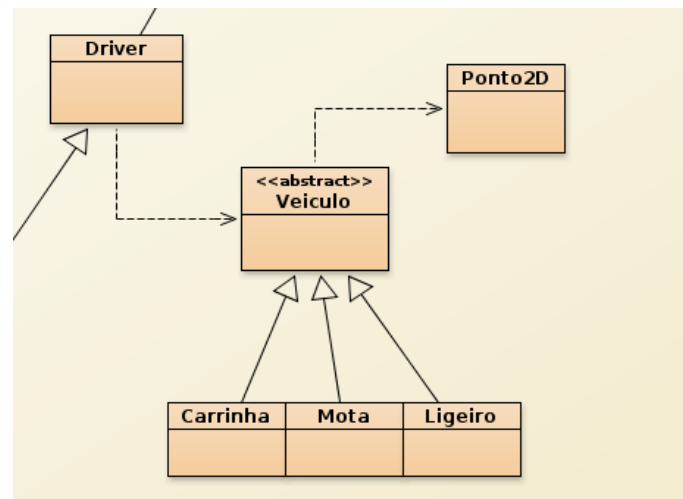 Driver
Ponto2D
<<abstract>>
Veiculo
Carrinha
Mota
Ligeiro